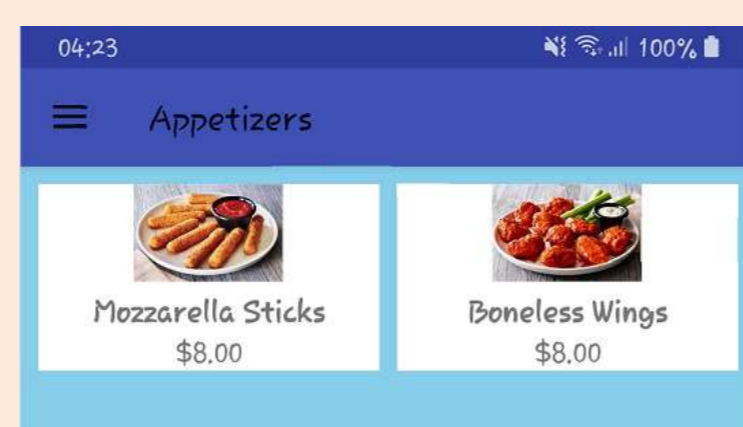 04:23 100%
Appetizers
Mozzarella Sticks
$8.00
Boneless Wings
$8.00